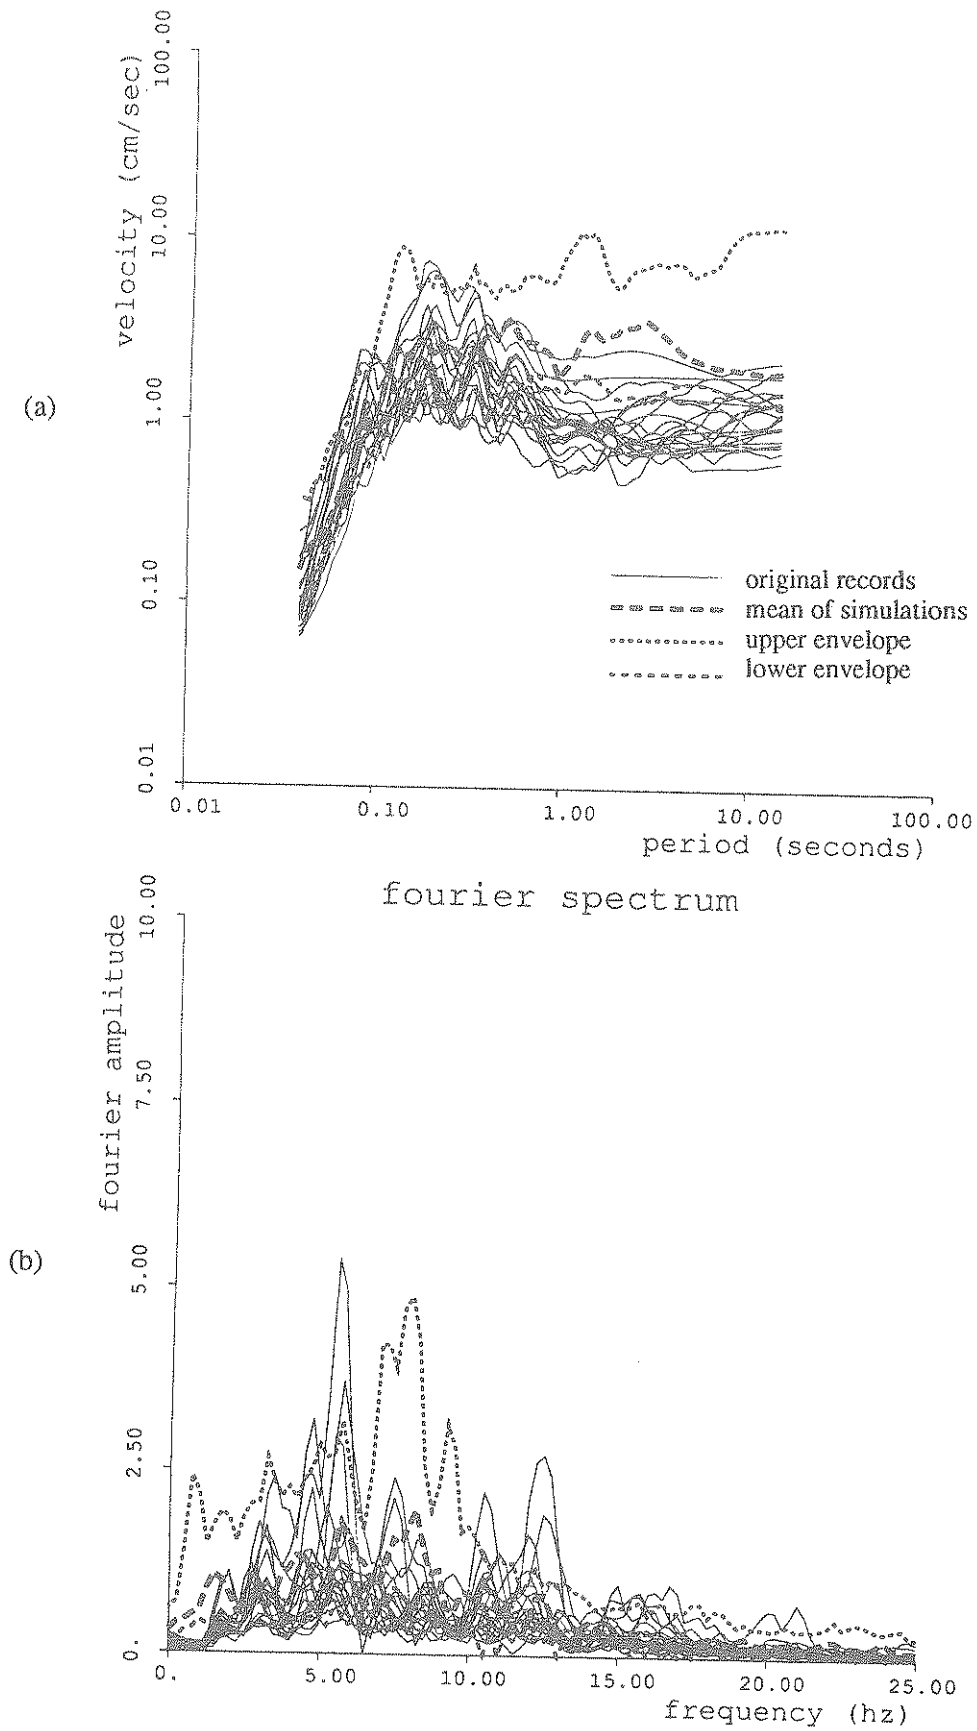 100.00
10.00
1.00
0.10
0.01
velocity (cm/sec)
(a)
original records
mean of simulations
upper envelope
lower envelope
0.01
0.10
1.00
10.00
100.00
period (seconds)
fourier spectrum
10.00
7.50
5.00
2.50
0.
fourier amplitude
(b)
0.
5.00
10.00
15.00
20.00
25.00
frequency (hz)